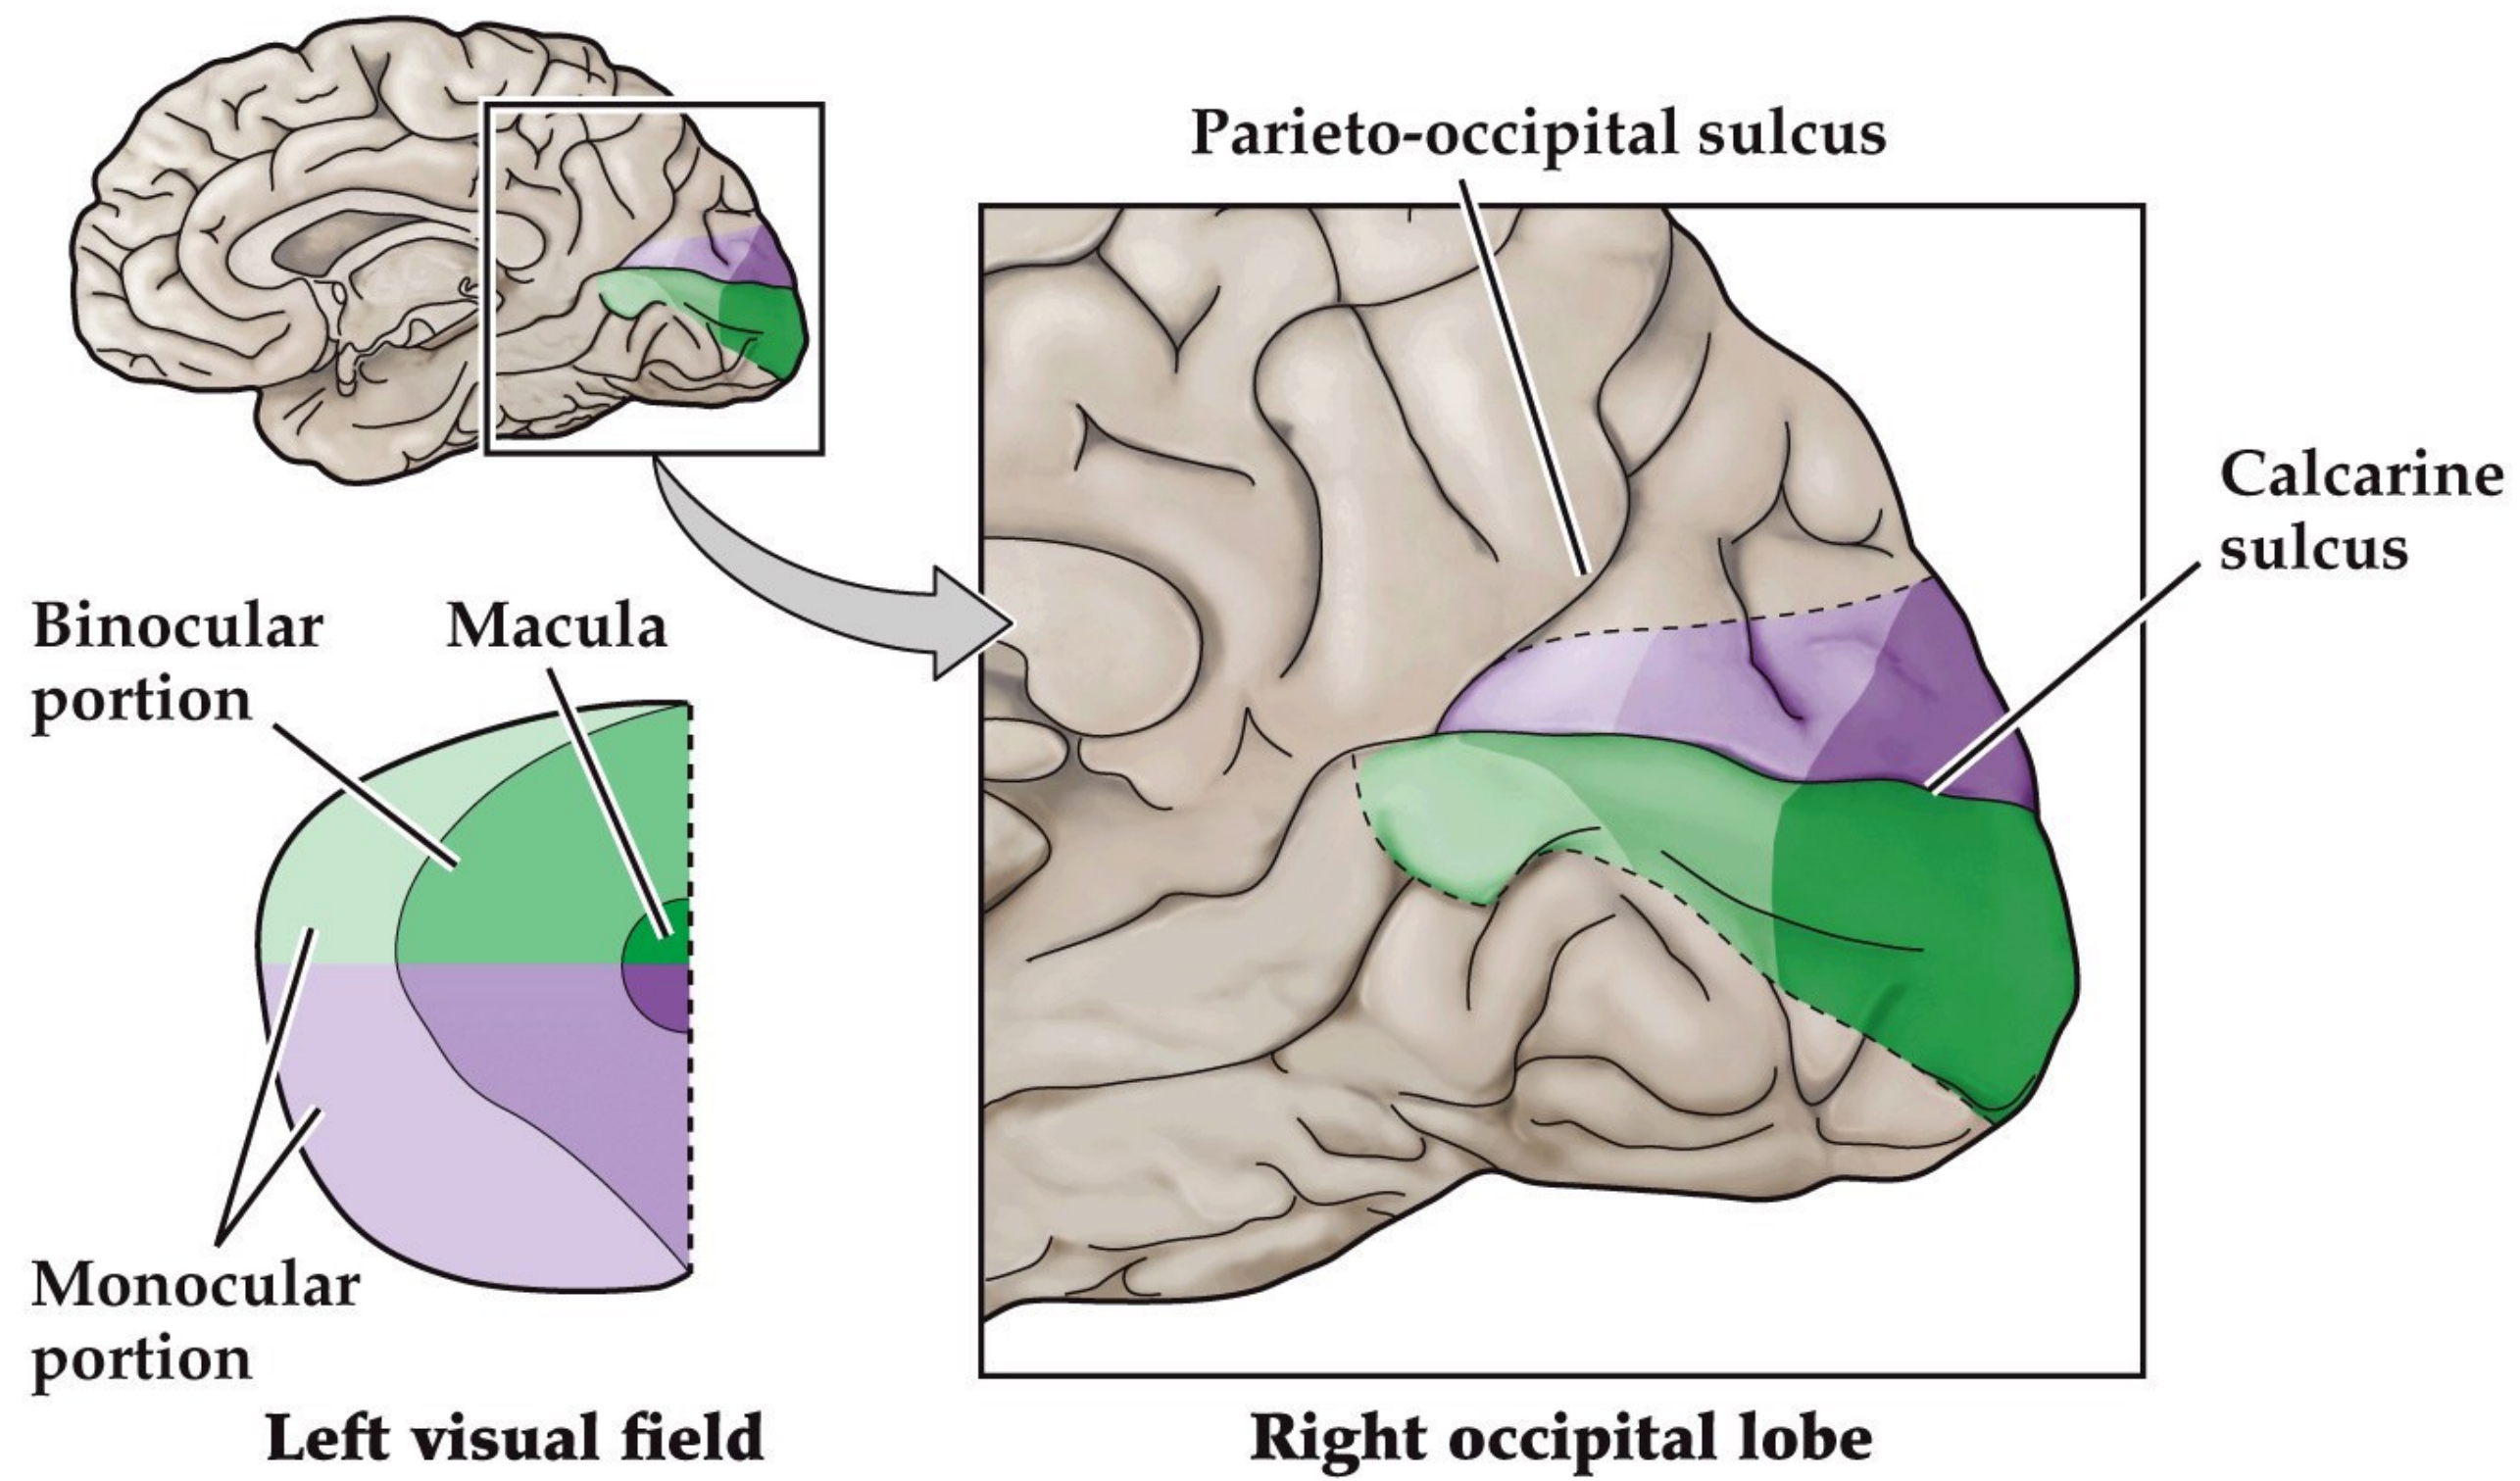 Parieto-occipital sulcus
Calcarine
sulcus
Binocular
portion
Macula
Monocular
portion
Left visual field
Right occipital lobe